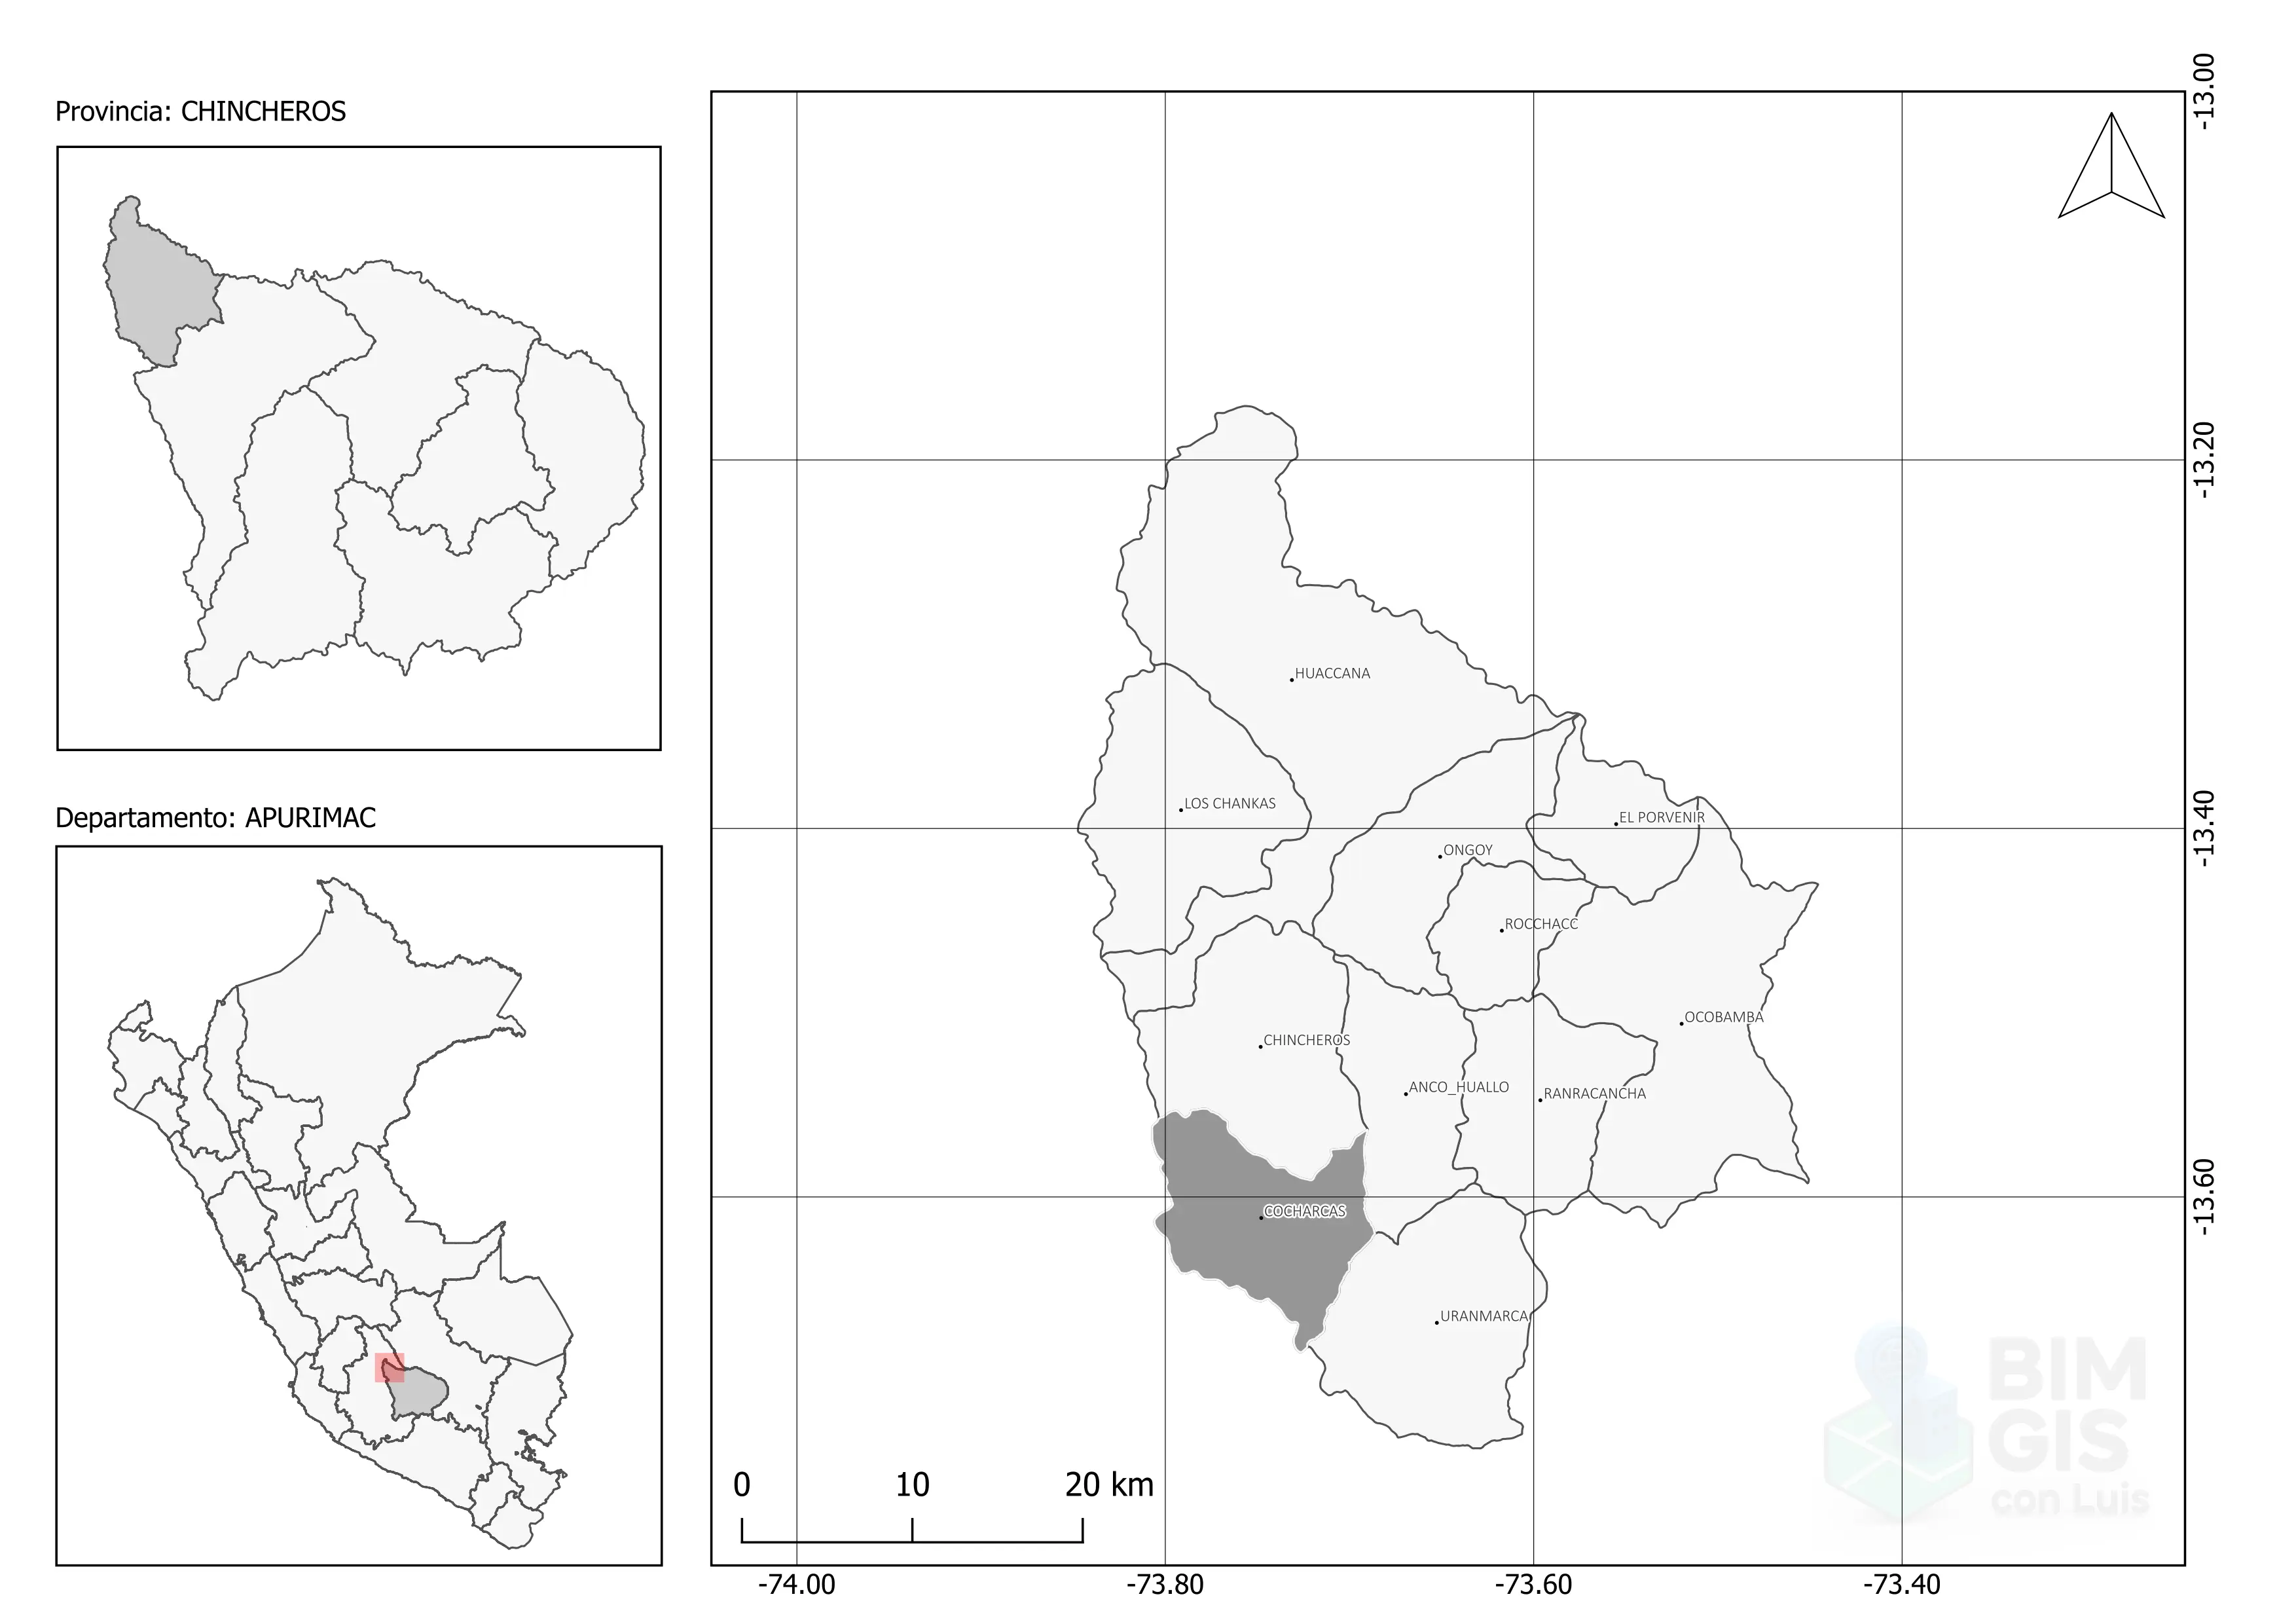 Provincia: CHINCHEROS
Departamento: APURIMAC
-13.00
-13.20
-13.40
-13.60
HUACCANA
LOS CHANKAS
EL PORVENIR
ONGOY
ROCCHACC
OCOBAMBA
CHINCHEROS
ANCO_HUALLO
RANRACANCHA
COCHARCAS
URANMARCA
BIM
GIS
con Luis
0 10 20 km
-74.00 -73.80 -73.60 -73.40